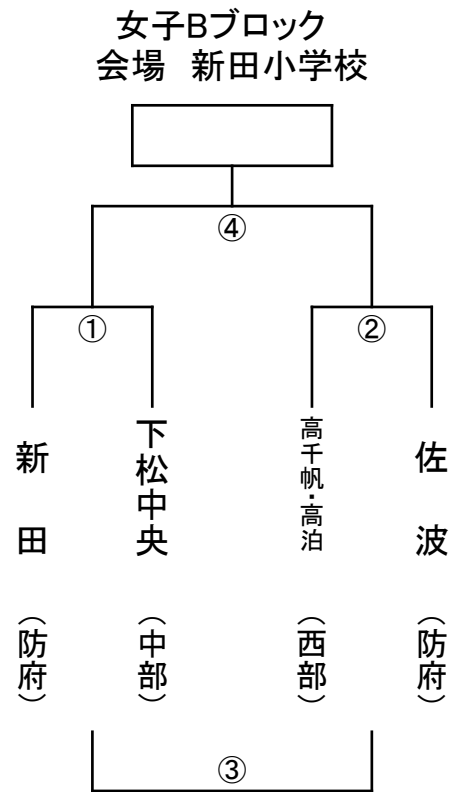 女子Bブロック
会場　新田小学校
④
①
②
新田（防府）
下松中央（中部）
高千帆・高泊（西部）
佐波（防府）
③